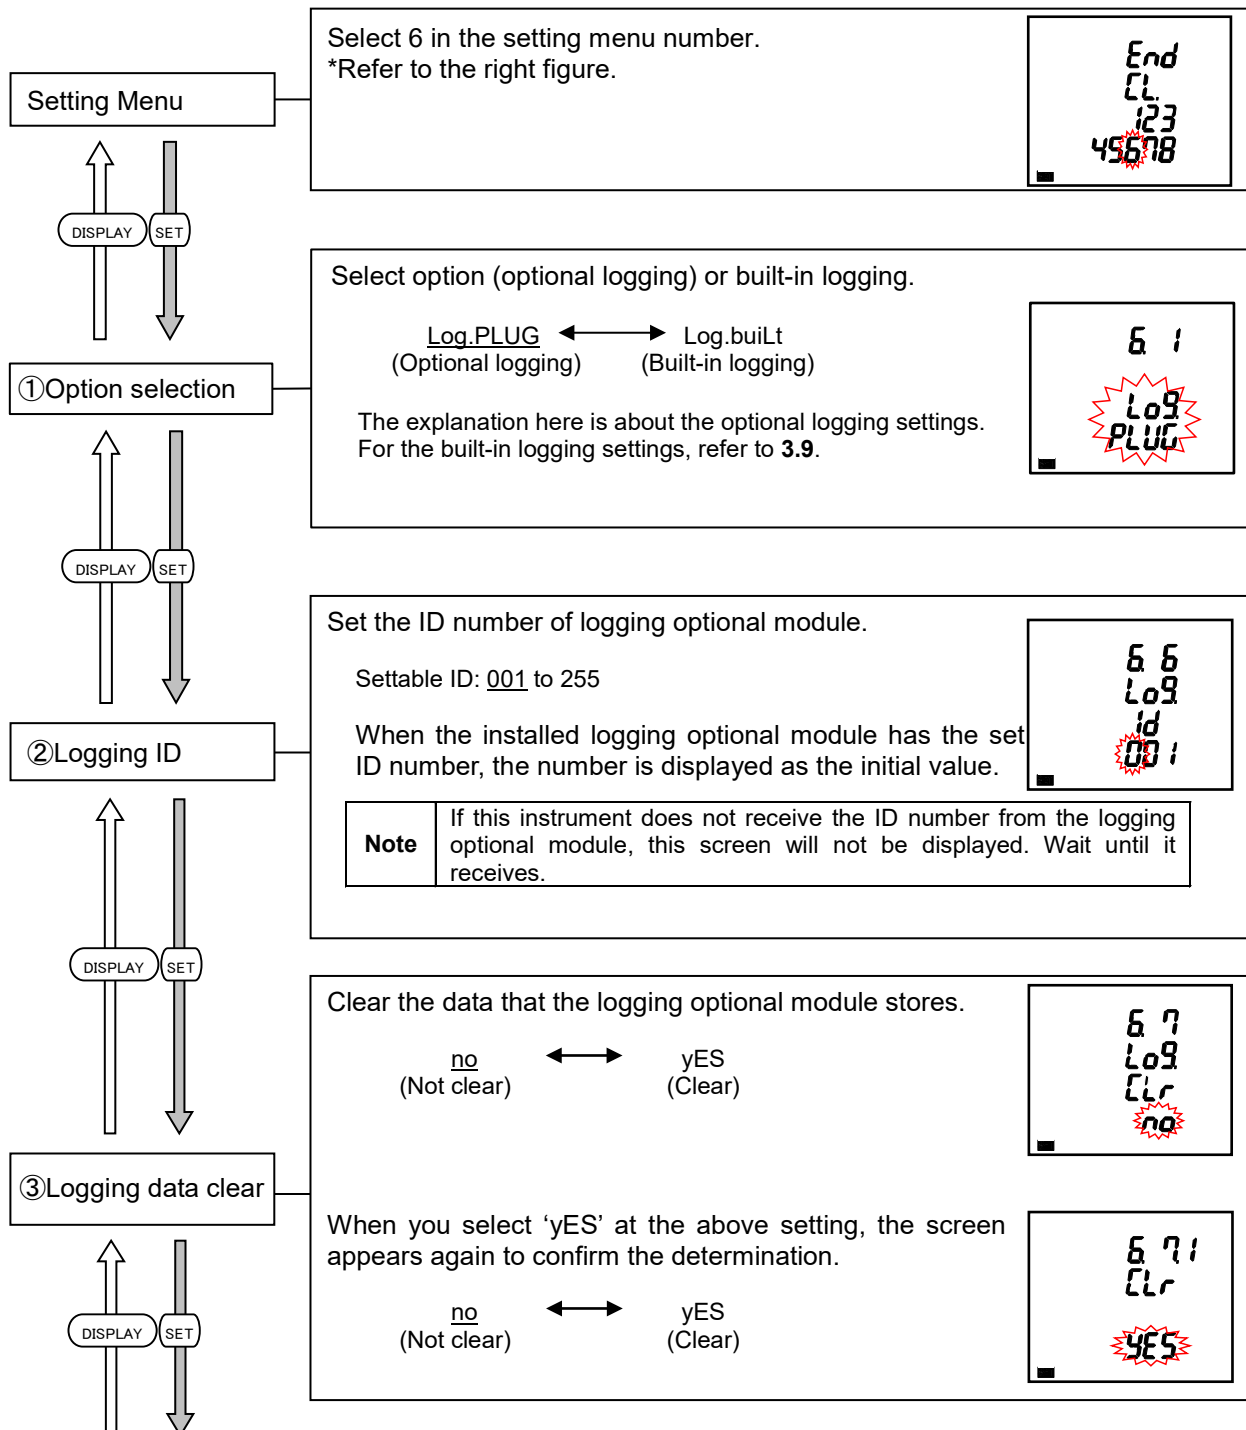 Select 6 in the setting menu number.
*Refer to the right figure.
End
CL.
123
45678
Setting Menu
DISPLAY
SET
Select option (optional logging) or built-in logging.
Log.PLUG
Log.buiLt
(Optional logging)
(Built-in logging)
The explanation here is about the optional logging settings.
For the built-in logging settings, refer to 3.9.
6. 1
Log.
PLUG
①Option selection
DISPLAY
SET
Set the ID number of logging optional module.
Settable ID: 001 to 255
When the installed logging optional module has the set
ID number, the number is displayed as the initial value.
Note
If this instrument does not receive the ID number from the logging
optional module, this screen will not be displayed. Wait until it
receives.
6. 6
Log.
id
001
②Logging ID
DISPLAY
SET
Clear the data that the logging optional module stores.
no
yES
(Not clear)
(Clear)
6. 7
Log.
CLr
no
③Logging data clear
When you select ‘yES’ at the above setting, the screen
appears again to confirm the determination.
no
yES
(Not clear)
(Clear)
6. 7.1
CLr
yES
DISPLAY
SET